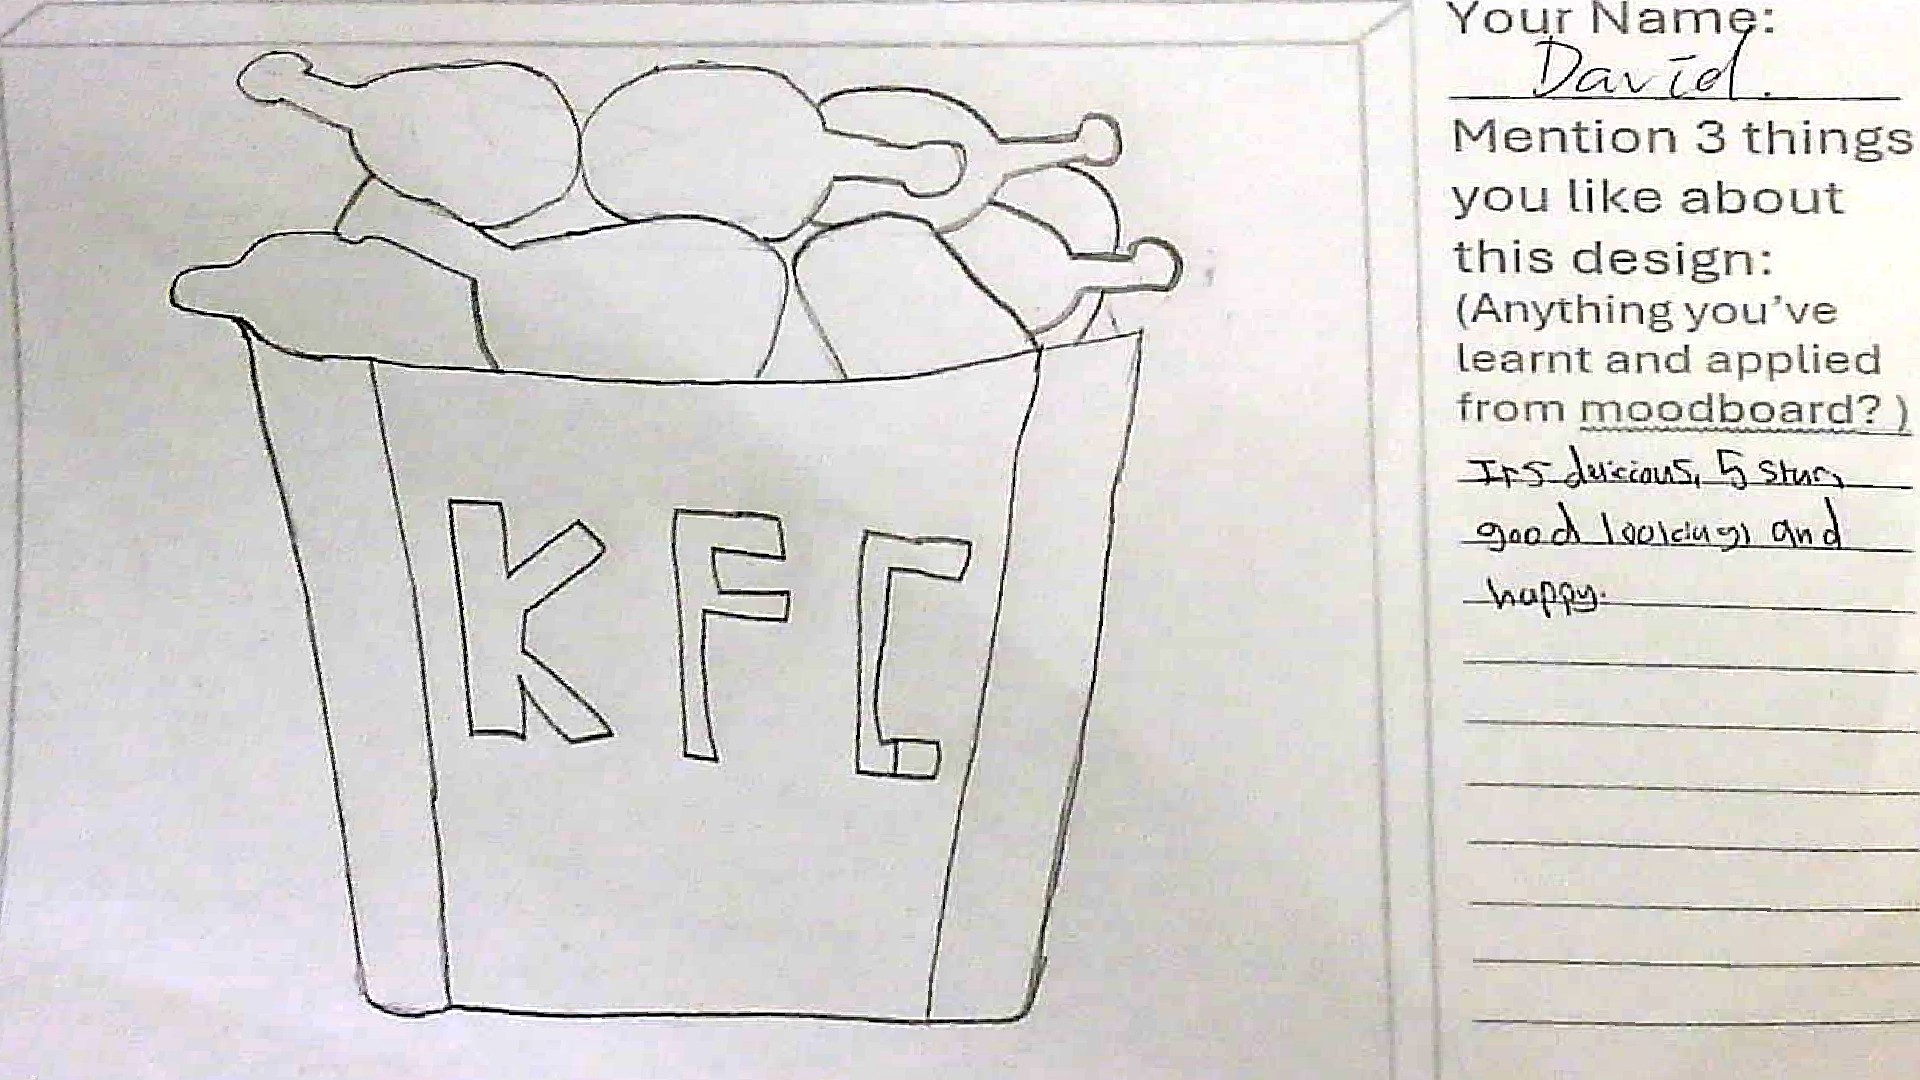 KFC
Your Name:
David.
Mention 3 things
you like about
this design:
(Anything you've
learnt and applied
from moodboard? )
Its delicious, 5 stars
good looking, and
happy.